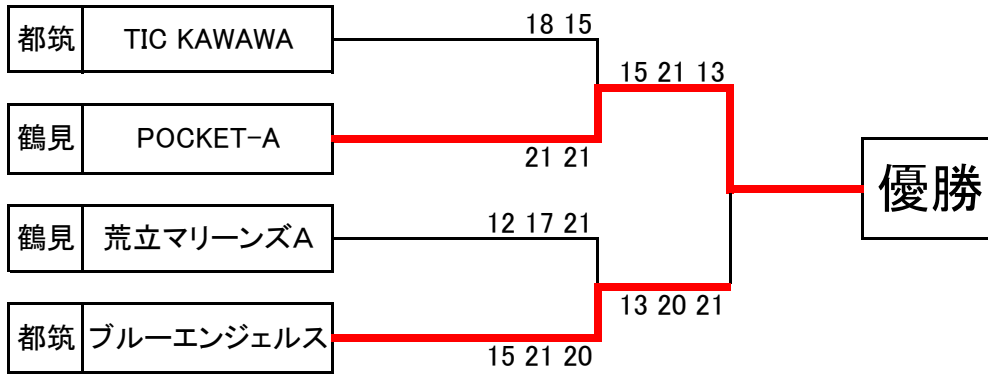 都筑 TIC KAWAWA
18 15
15 21 13
鶴見 POCKET-A
21 21
優勝
鶴見 荒立マリーンズA
12 17 21
13 20 21
都筑 ブルーエンジェルス
15 21 20